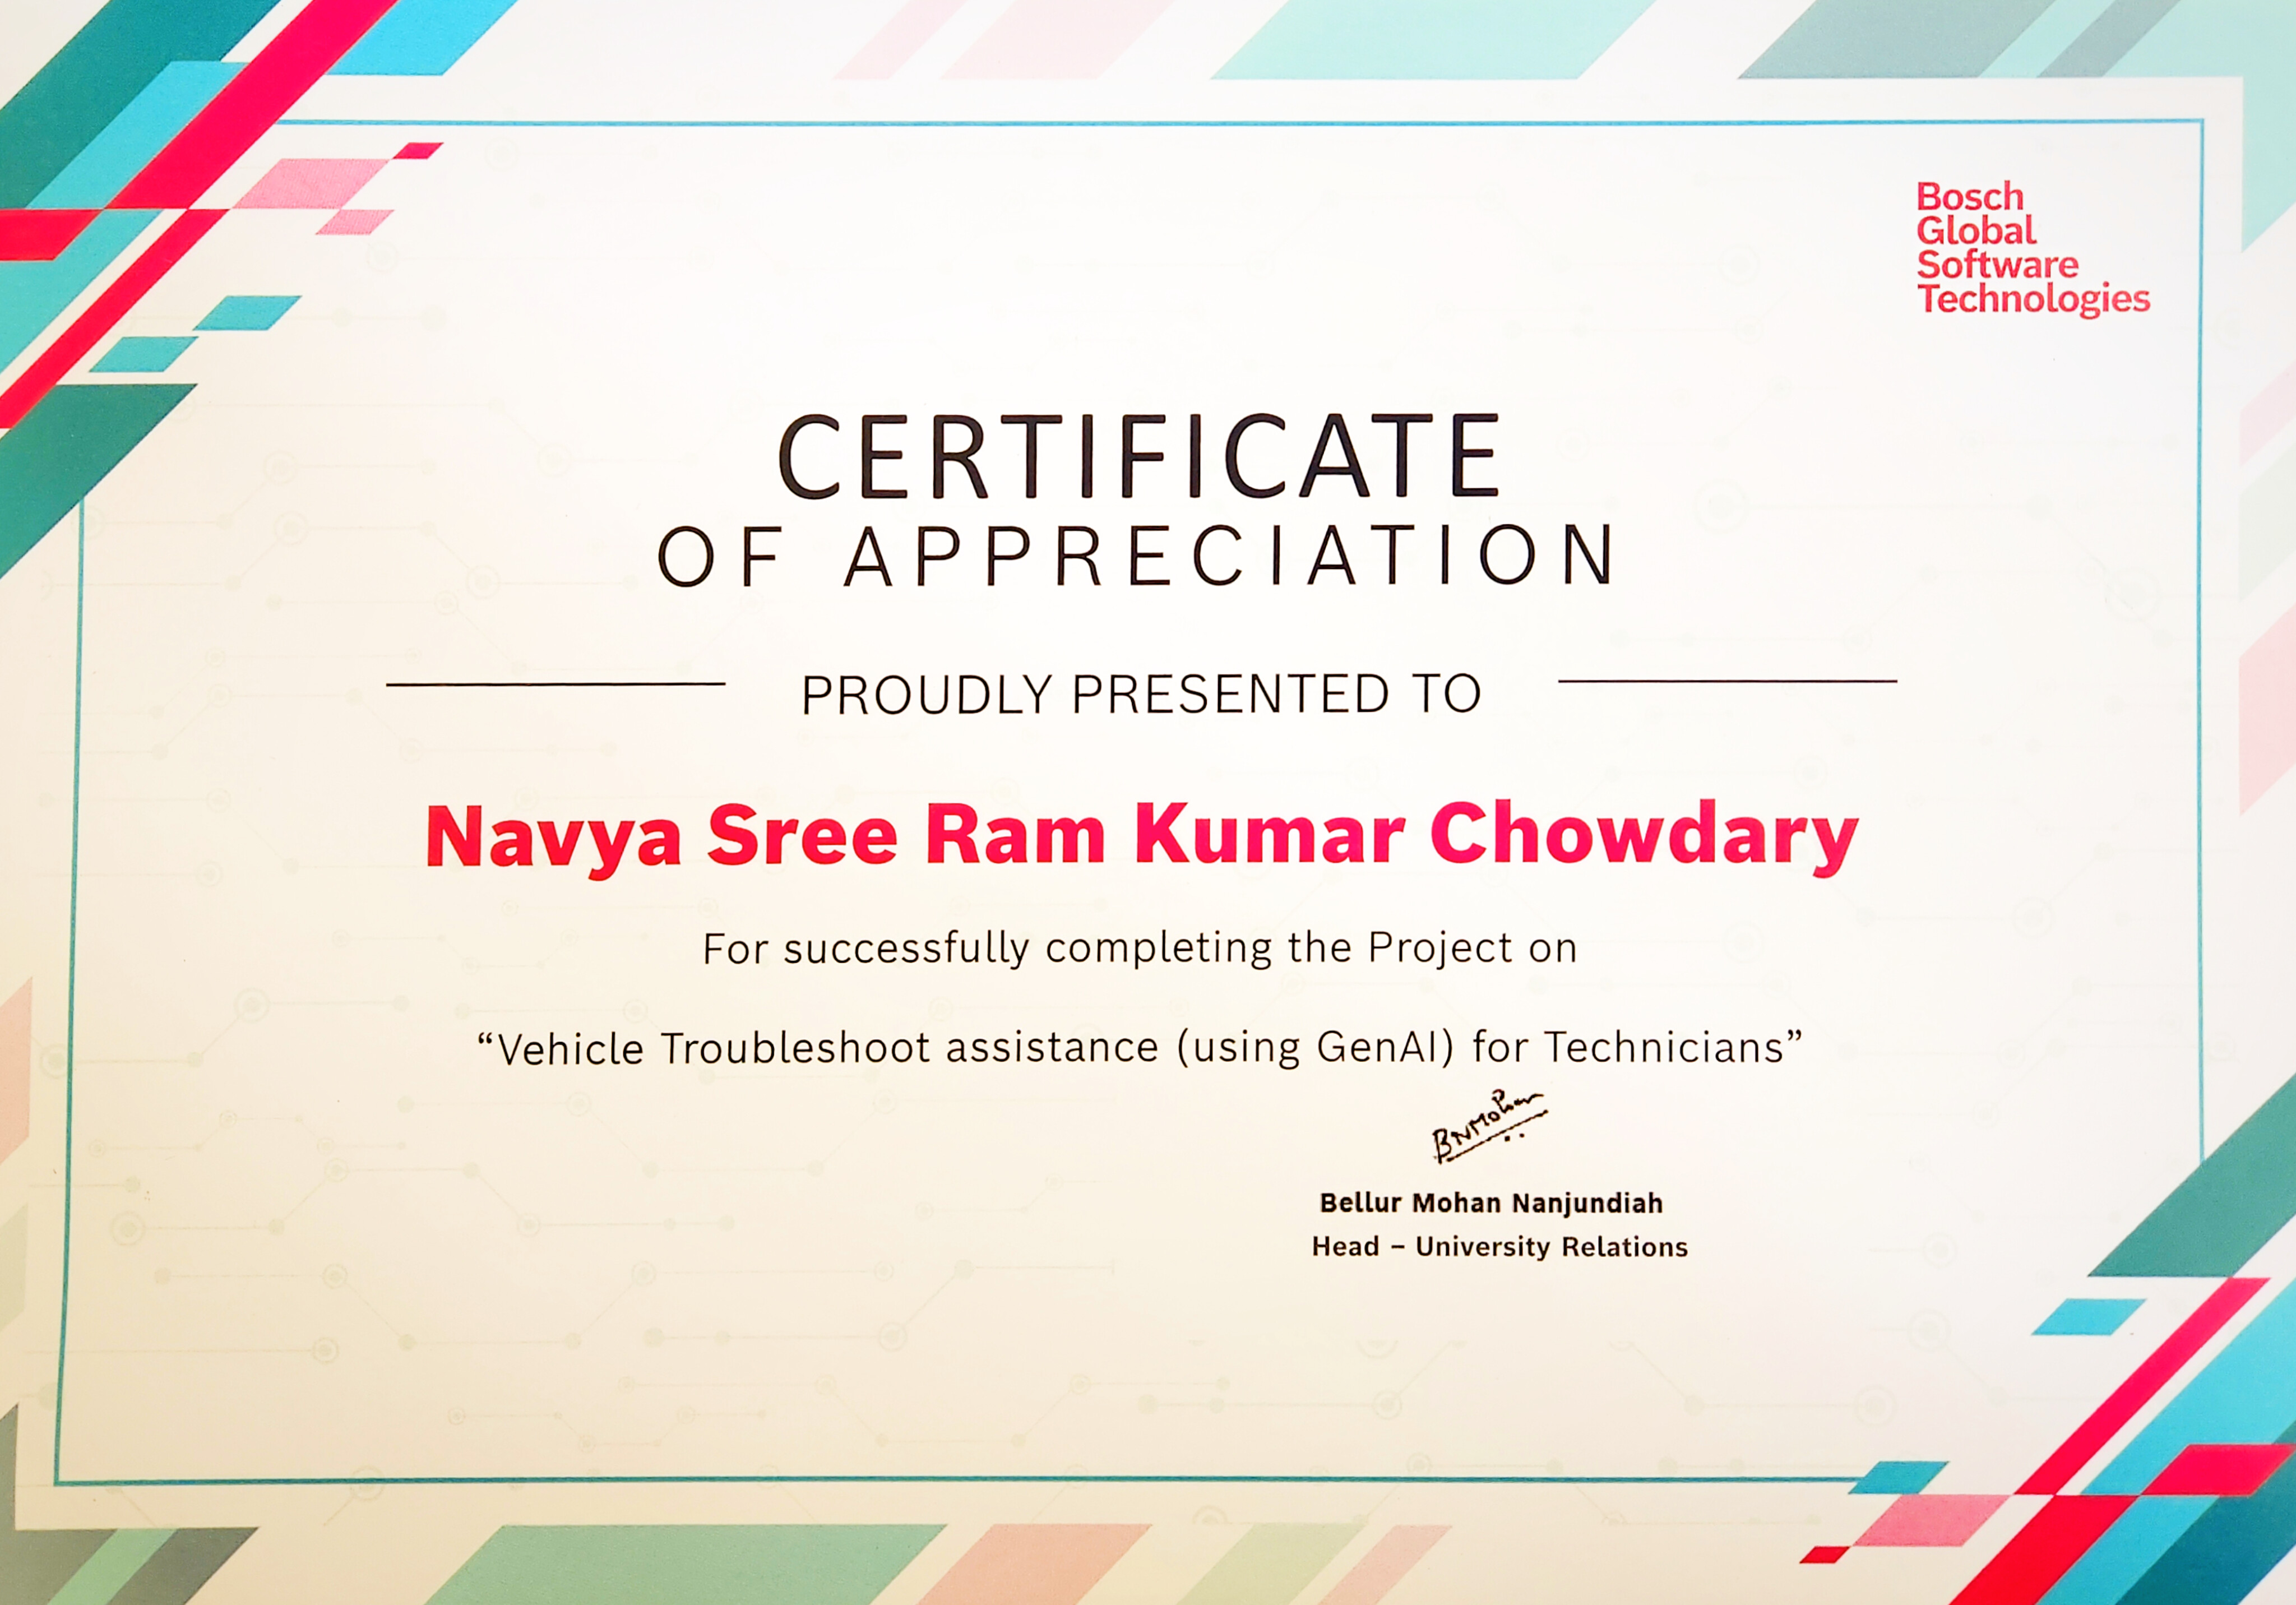 Bosch
Global
Software
Technologies
CERTIFICATE
OF APPRECIATION
PROUDLY PRESENTED TO
Navya Sree Ram Kumar Chowdary
For successfully completing the Project on
“Vehicle Troubleshoot assistance (using GenAI) for Technicians”
BNMohan
Bellur Mohan Nanjundiah
Head – University Relations